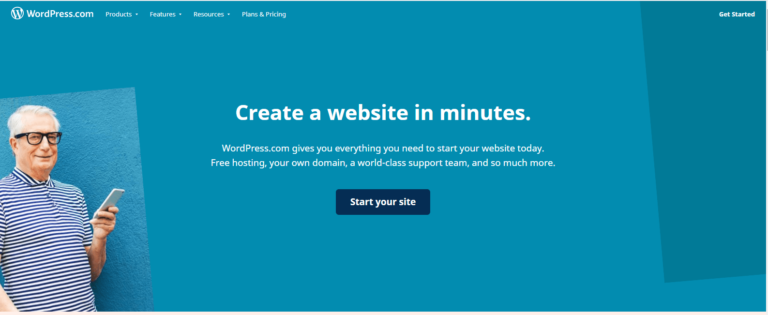 WordPress.com
Products
Features
Resources
Plans & Pricing
Get Started
Create a website in minutes.
WordPress.com gives you everything you need to start your website today.
Free hosting, your own domain, a world-class support team, and so much more.
Start your site